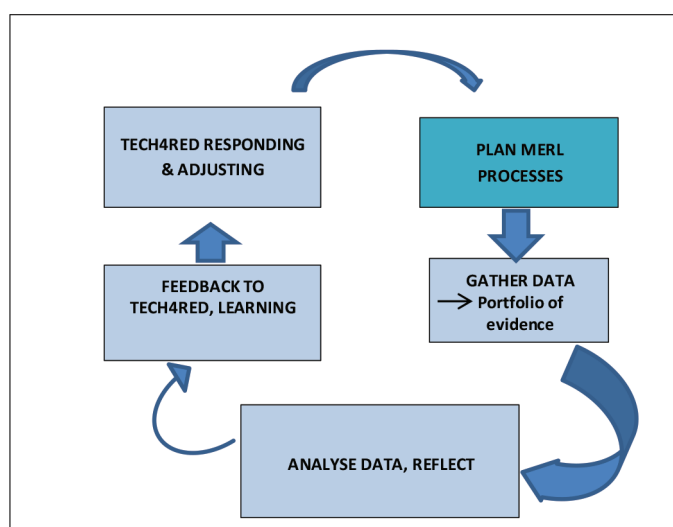 TECH4RED RESPONDING
& ADJUSTING
PLAN MERL
PROCESSES
GATHER DATA
Portfolio of
evidence
FEEDBACK TO
TECH4RED, LEARNING
ANALYSE DATA, REFLECT